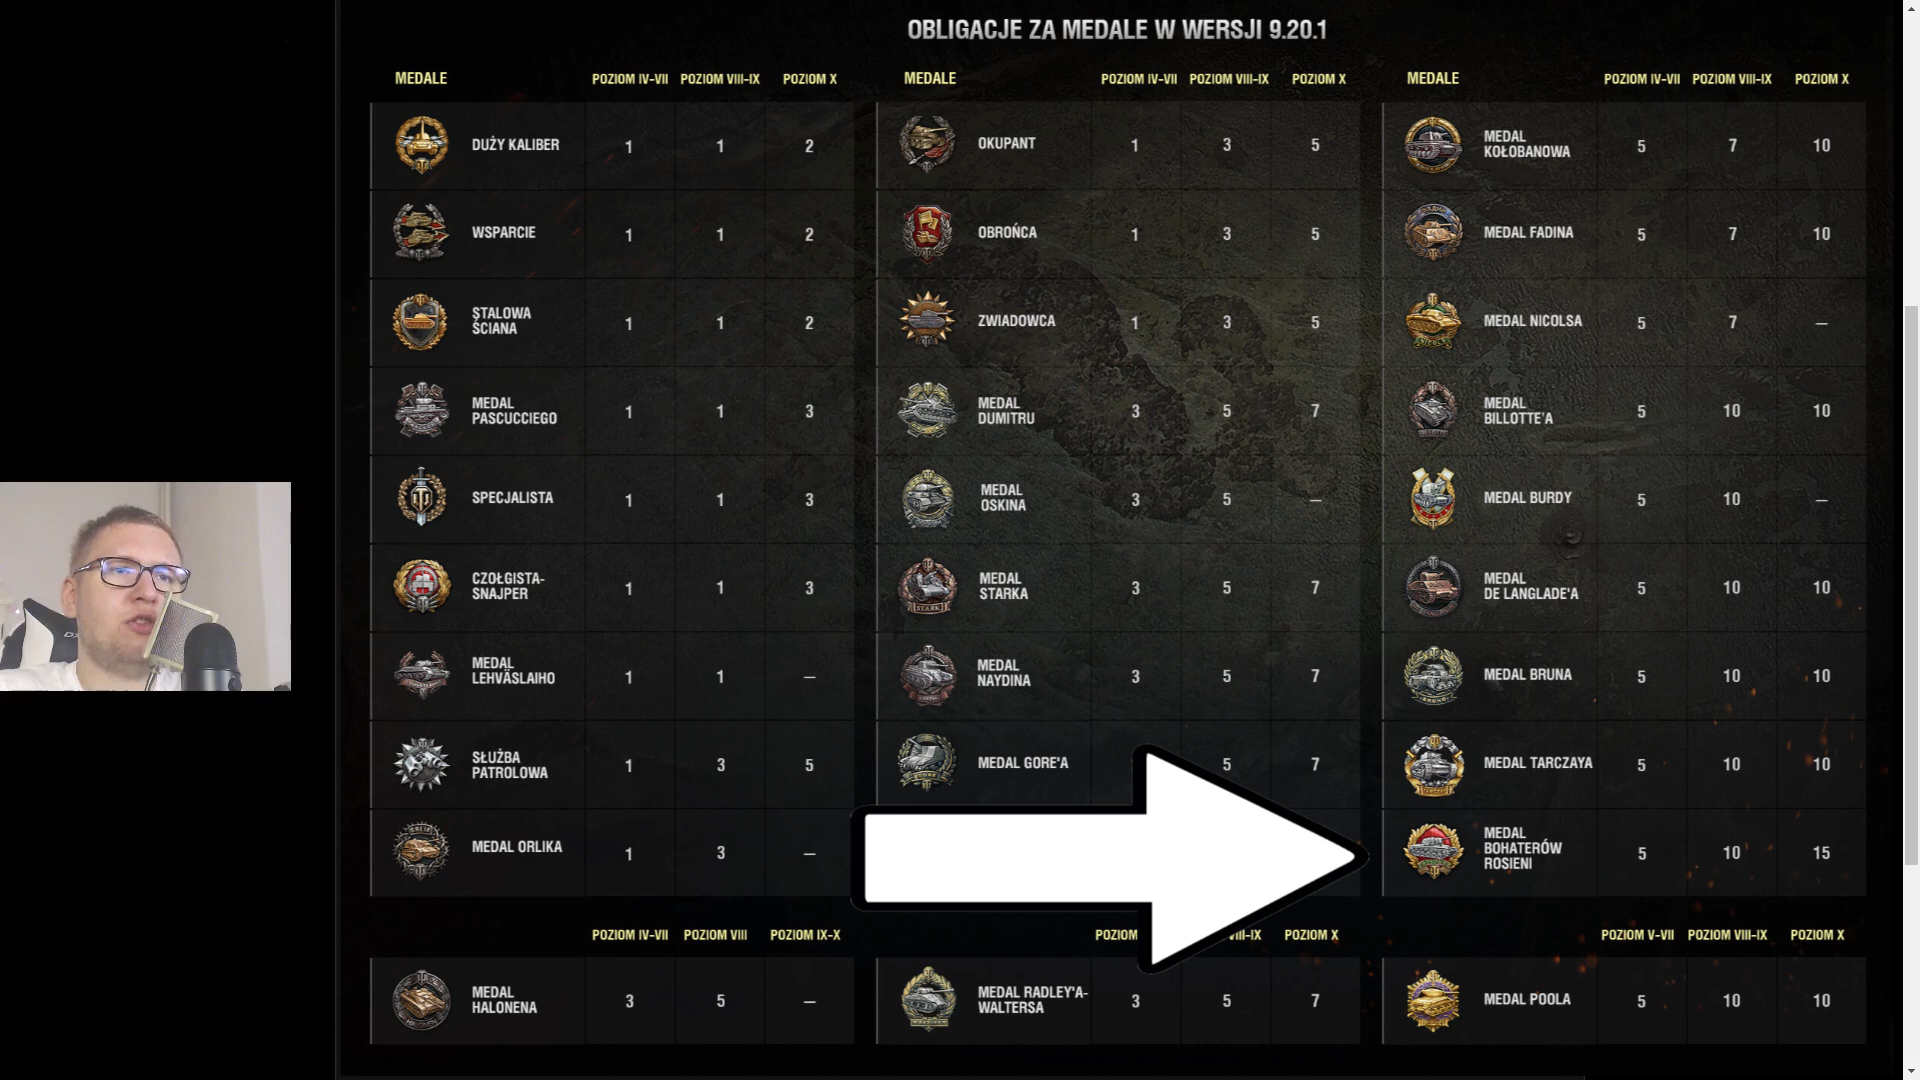 OBLIGACJE ZA MEDALE W WERSJI 9.20.1
MEDALE POZIOM IV-VII POZIOM VIII-IX POZIOM X
DUŻY KALIBER 1 1 2
WSPARCIE 1 1 2
STALOWA
ŚCIANA 1 1 2
MEDAL
PASCUCCIEGO 1 1 3
SPECJALISTA 1 1 3
CZOŁGISTA-
SNAJPER 1 1 3
MEDAL
LEHVÄSLAIHO 1 1 —
SŁUŻBA
PATROLOWA 1 3 5
MEDAL ORLIKA 1 3 —
POZIOM IV-VII POZIOM VIII POZIOM IX-X
MEDAL
HALONENA 3 5 —
MEDALE POZIOM IV-VII POZIOM VIII-IX POZIOM X
OKUPANT 1 3 5
OBROŃCA 1 3 5
ZWIADOWCA 1 3 5
MEDAL
DUMITRU 3 5 7
MEDAL
OSKINA 3 5 —
MEDAL
STARKA 3 5 7
MEDAL
NAYDINA 3 5 7
MEDAL GORE'A 5 7
POZIOM VIII-IX POZIOM X
MEDAL RADLEY'A-
WALTERSA 3 5 7
MEDALE POZIOM IV-VII POZIOM VIII-IX POZIOM X
MEDAL
KOŁOBANOWA 5 7 10
MEDAL FADINA 5 7 10
MEDAL NICOLSA 5 7 —
MEDAL
BILLOTTE'A 5 10 10
MEDAL BURDY 5 10 —
MEDAL
DE LANGLADE'A 5 10 10
MEDAL BRUNA 5 10 10
MEDAL TARCZAYA 5 10 10
MEDAL
BOHATERÓW
ROSIENI 5 10 15
POZIOM V-VII POZIOM VIII-IX POZIOM X
MEDAL POOLA 5 10 10